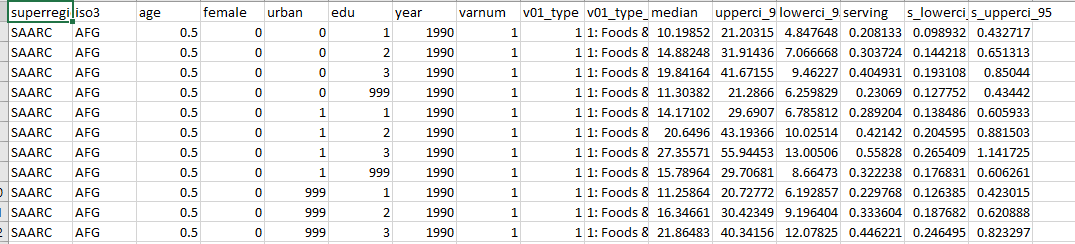 superregi iso3 age female urban edu year varnum v01_type v01_type_ median upperci_9 lowerci_9 serving s_lowerci_ s_upperci_95
SAARC AFG 0.5 0 0 1 1990 1 1 1: Foods & 10.19852 21.20315 4.847648 0.208133 0.098932 0.432717
SAARC AFG 0.5 0 0 2 1990 1 1 1: Foods & 14.88248 31.91436 7.066668 0.303724 0.144218 0.651313
SAARC AFG 0.5 0 0 3 1990 1 1 1: Foods & 19.84164 41.67155 9.46227 0.404931 0.193108 0.85044
SAARC AFG 0.5 0 0 999 1990 1 1 1: Foods & 11.30382 21.2866 6.259829 0.23069 0.127752 0.43442
SAARC AFG 0.5 0 1 1 1990 1 1 1: Foods & 14.17102 29.6907 6.785812 0.289204 0.138486 0.605933
SAARC AFG 0.5 0 1 2 1990 1 1 1: Foods & 20.6496 43.19366 10.02514 0.42142 0.204595 0.881503
SAARC AFG 0.5 0 1 3 1990 1 1 1: Foods & 27.35571 55.94453 13.00506 0.55828 0.265409 1.141725
SAARC AFG 0.5 0 1 999 1990 1 1 1: Foods & 15.78964 29.70681 8.66473 0.322238 0.176831 0.606261
SAARC AFG 0.5 0 999 1 1990 1 1 1: Foods & 11.25864 20.72772 6.192857 0.229768 0.126385 0.423015
SAARC AFG 0.5 0 999 2 1990 1 1 1: Foods & 16.34661 30.42349 9.196404 0.333604 0.187682 0.620888
SAARC AFG 0.5 0 999 3 1990 1 1 1: Foods & 21.86483 40.34156 12.07825 0.446221 0.246495 0.823297